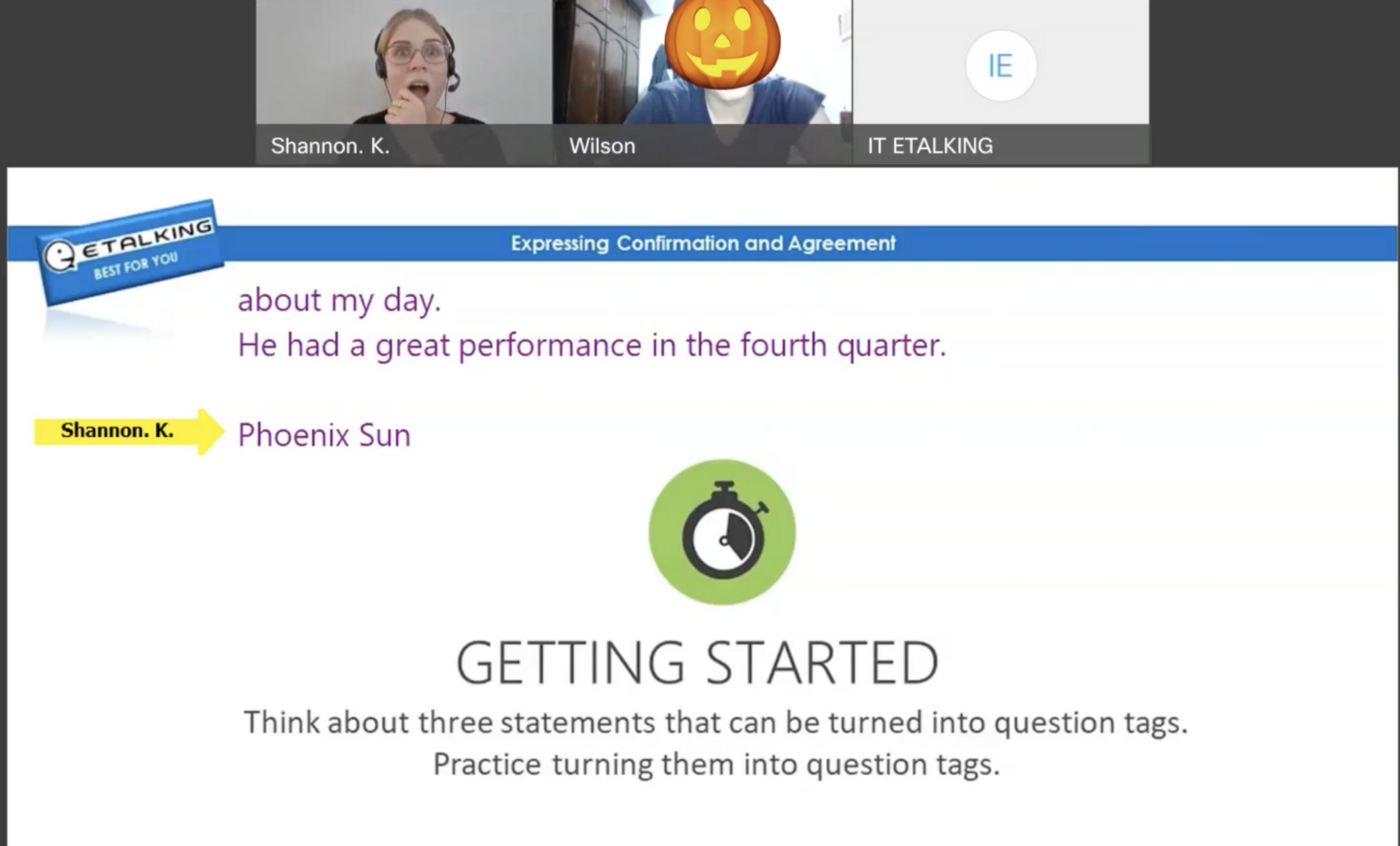 Shannon. K.
Wilson
IE
IT ETALKING
ETALKING
BEST FOR YOU
Expressing Confirmation and Agreement
about my day.
He had a great performance in the fourth quarter.
Shannon. K.
Phoenix Sun
GETTING STARTED
Think about three statements that can be turned into question tags.
Practice turning them into question tags.